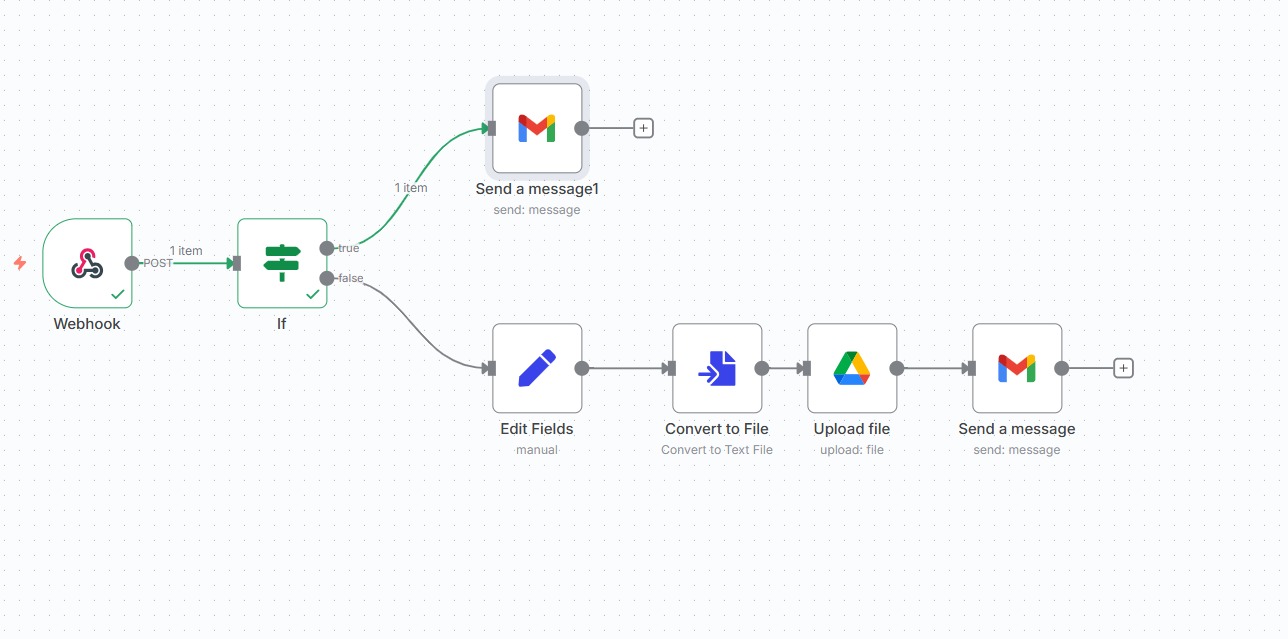 Send a message1
send: message
1 item
1 item
POST
true
false
Webhook
If
Edit Fields
manual
Convert to File
Convert to Text File
Upload file
upload: file
Send a message
send: message